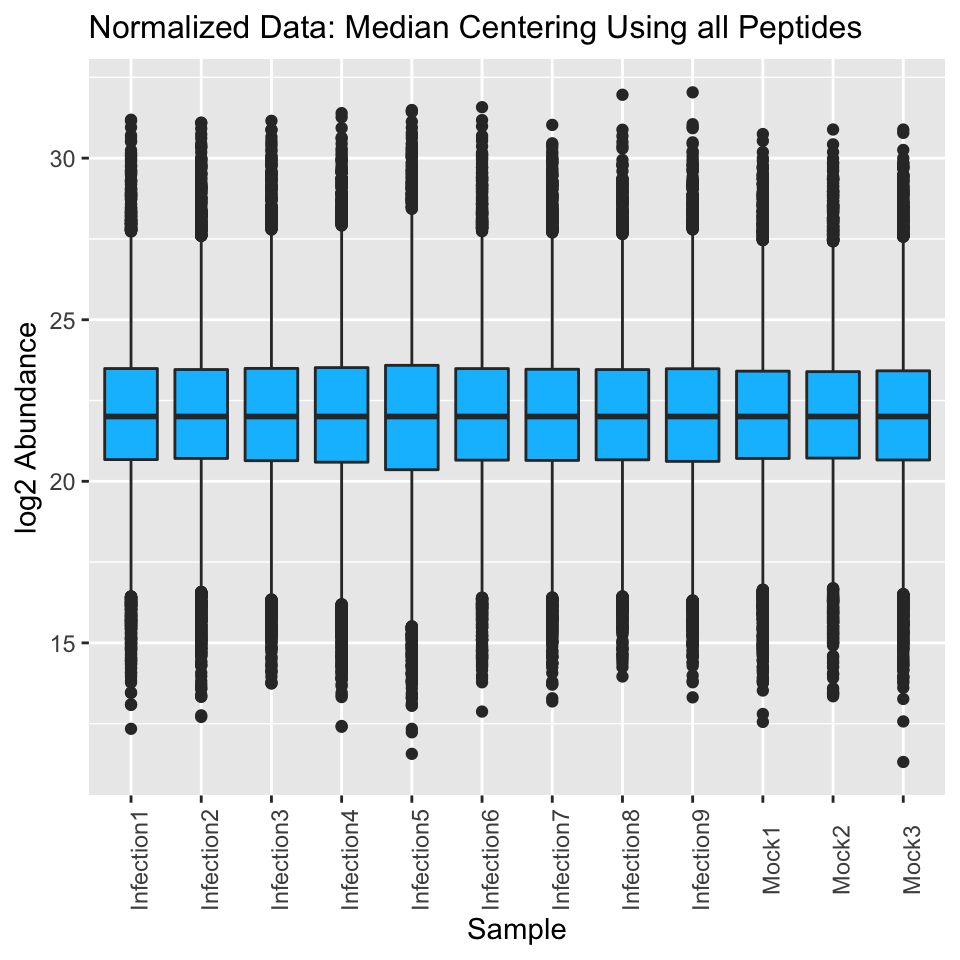 Normalized Data: Median Centering Using all Peptides
log2 Abundance
30
25
20
15
Infection1
Infection2
Infection3
Infection4
Infection5
Infection6
Infection7
Infection8
Infection9
Mock1
Mock2
Mock3
Sample